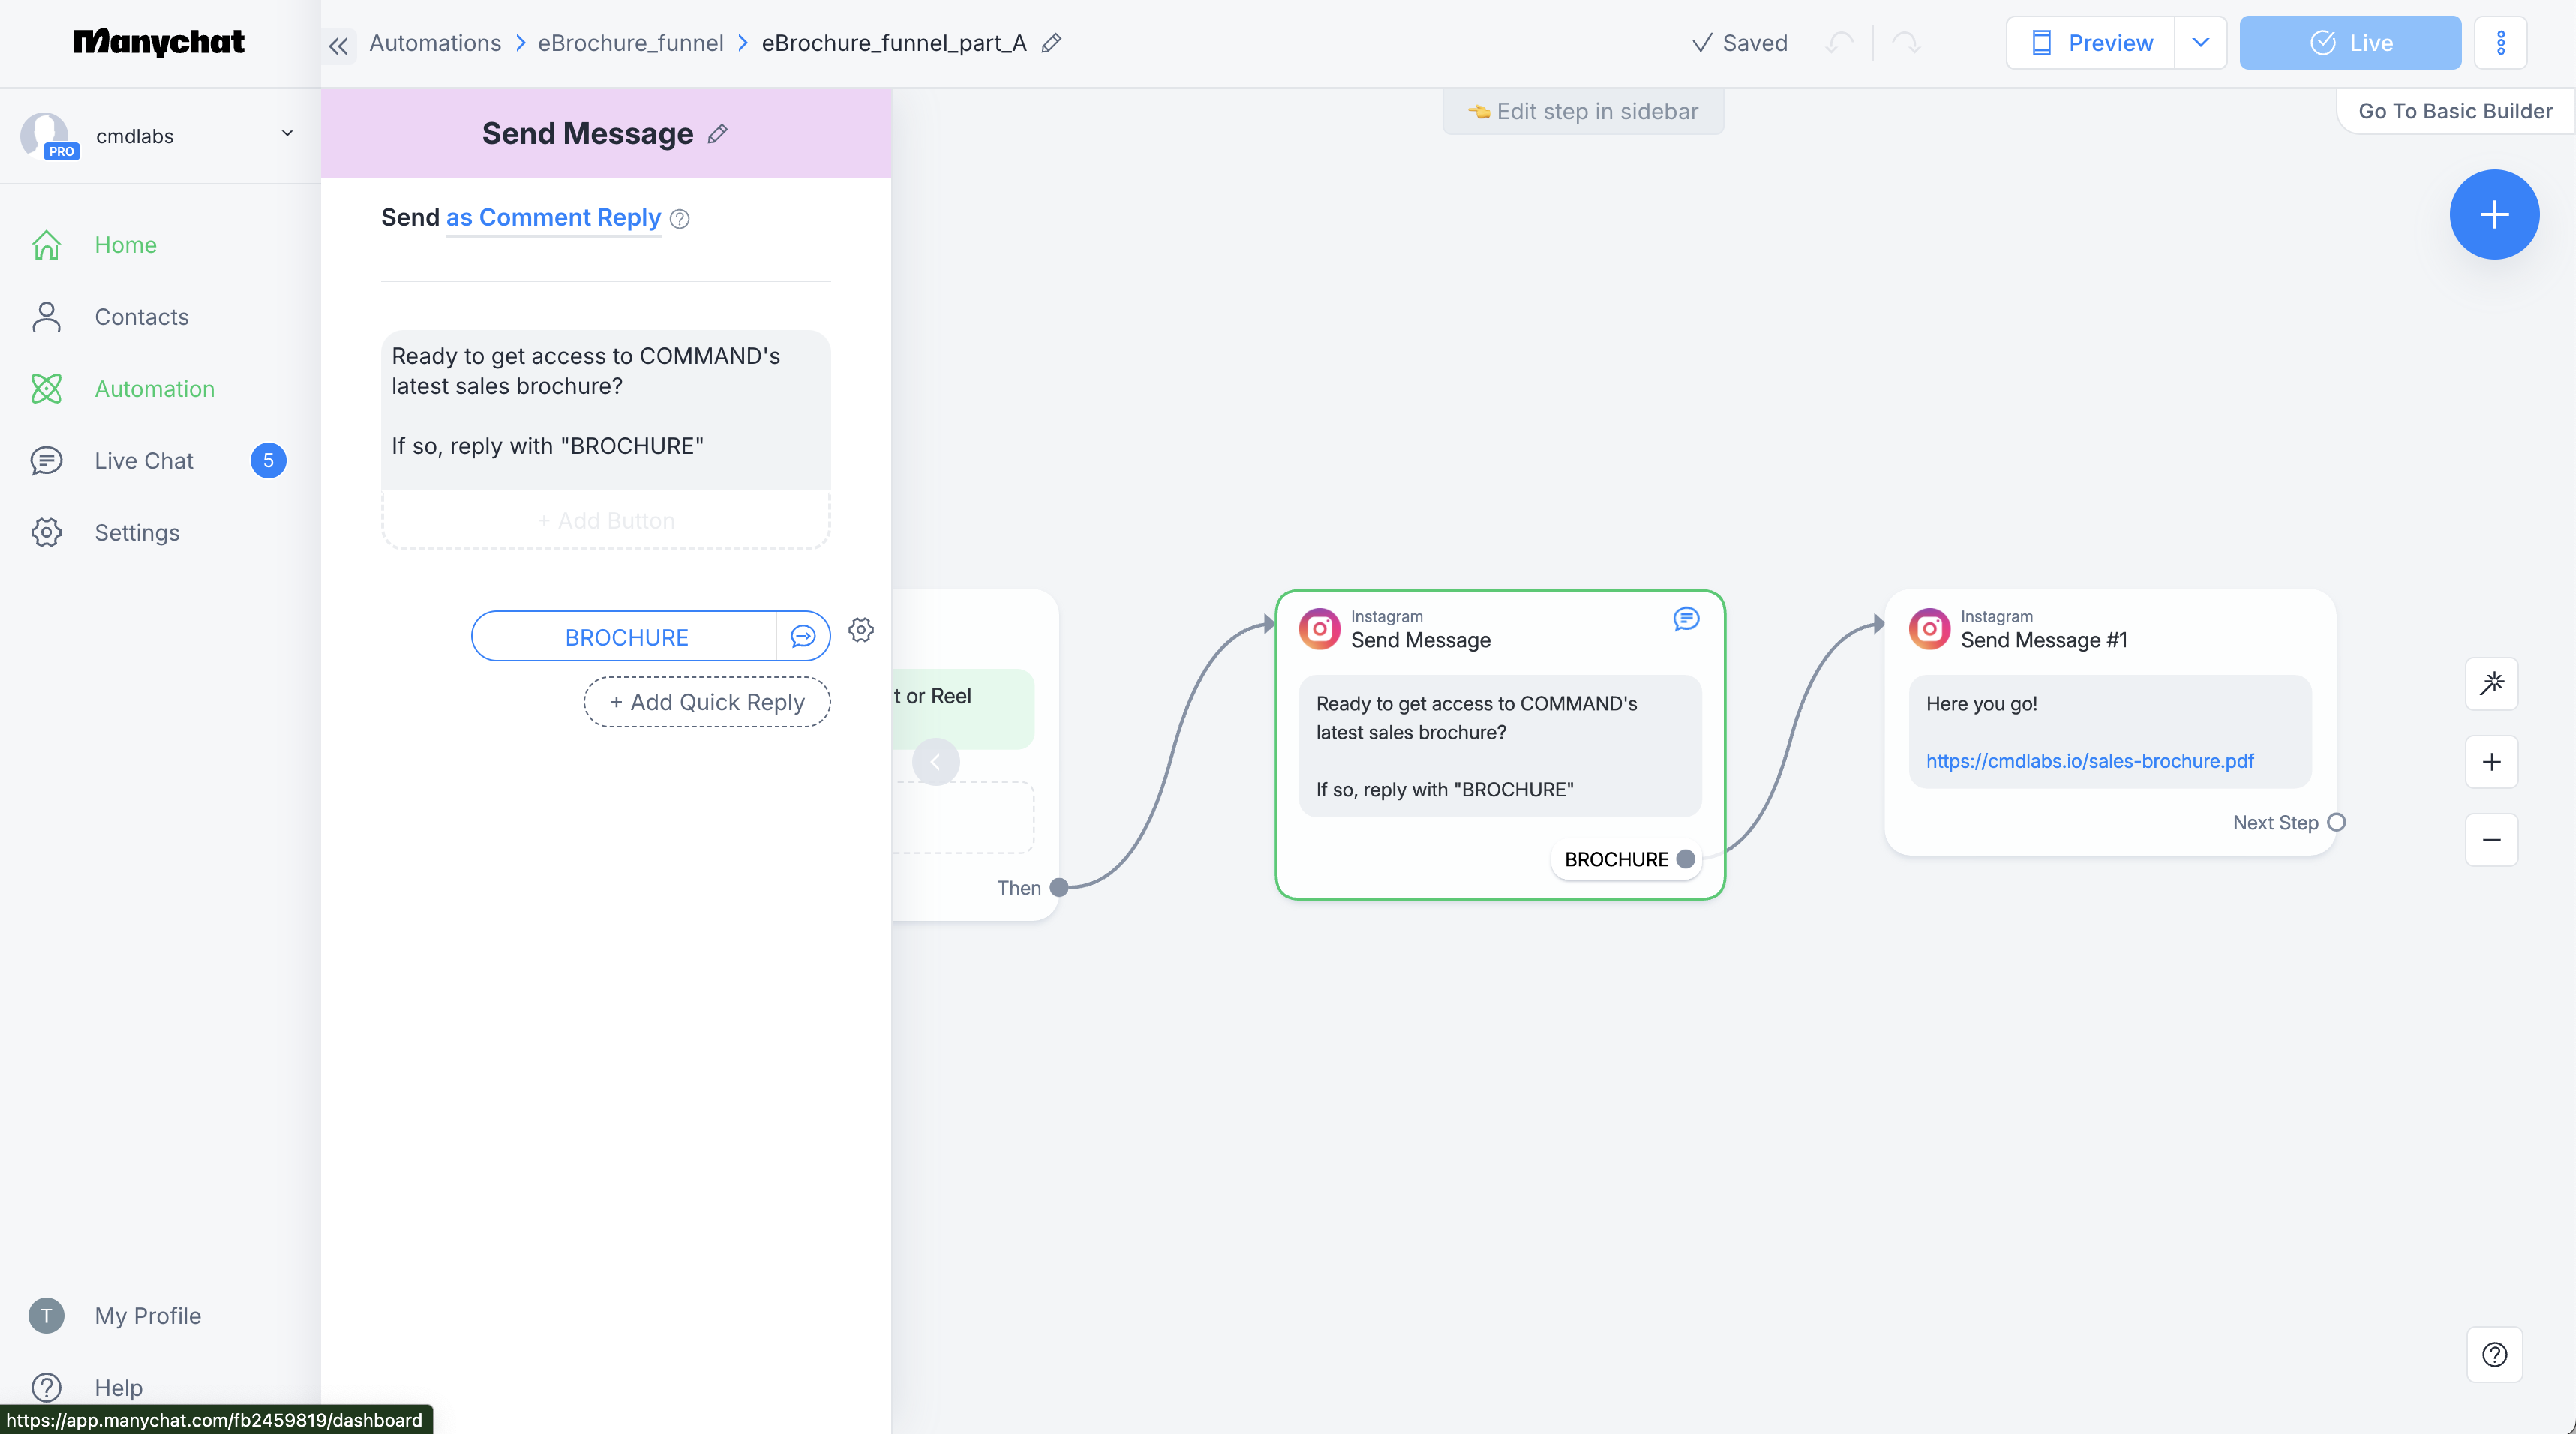 Manychat
Automations
eBrochure_funnel
eBrochure_funnel_part_A
Saved
Preview
Live
cmdlabs
PRO
Home
Contacts
Automation
Live Chat
5
Settings
T
My Profile
Help
https://app.manychat.com/fb2459819/dashboard
Send Message
Send as Comment Reply
Ready to get access to COMMAND's
latest sales brochure?
If so, reply with "BROCHURE"
+ Add Button
BROCHURE
+ Add Quick Reply
Edit step in sidebar
Go To Basic Builder
or Reel
Then
Instagram
Send Message
Ready to get access to COMMAND's
latest sales brochure?
If so, reply with "BROCHURE"
BROCHURE
Instagram
Send Message #1
Here you go!
https://cmdlabs.io/sales-brochure.pdf
Next Step